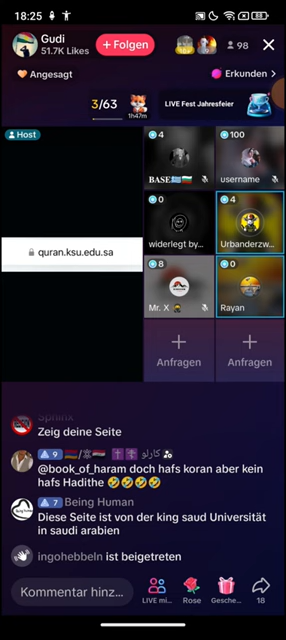 18:25
88
Gudi
51.7K Likes
+ Folgen
98
Angesagt
Erkunden >
3/63
1h47m
LIVE Fest Jahresfeier
Host
quran.ksu.edu.sa
4
BASE
100
username
0
widerlegt by...
4
Urbanderzw...
8
Mr. X
0
Rayan
Anfragen
Anfragen
Sphinx
Zeig deine Seite
9 كارلو
@book_of_haram doch hafs koran aber kein
hafs Hadithe 🤣🤣🤣🤣
7 Being Human
Diese Seite ist von der king saud Universität
in saudi arabien
ingohebbeln ist beigetreten
Kommentar hinz...
LIVE mi...
Rose
Gesche...
18